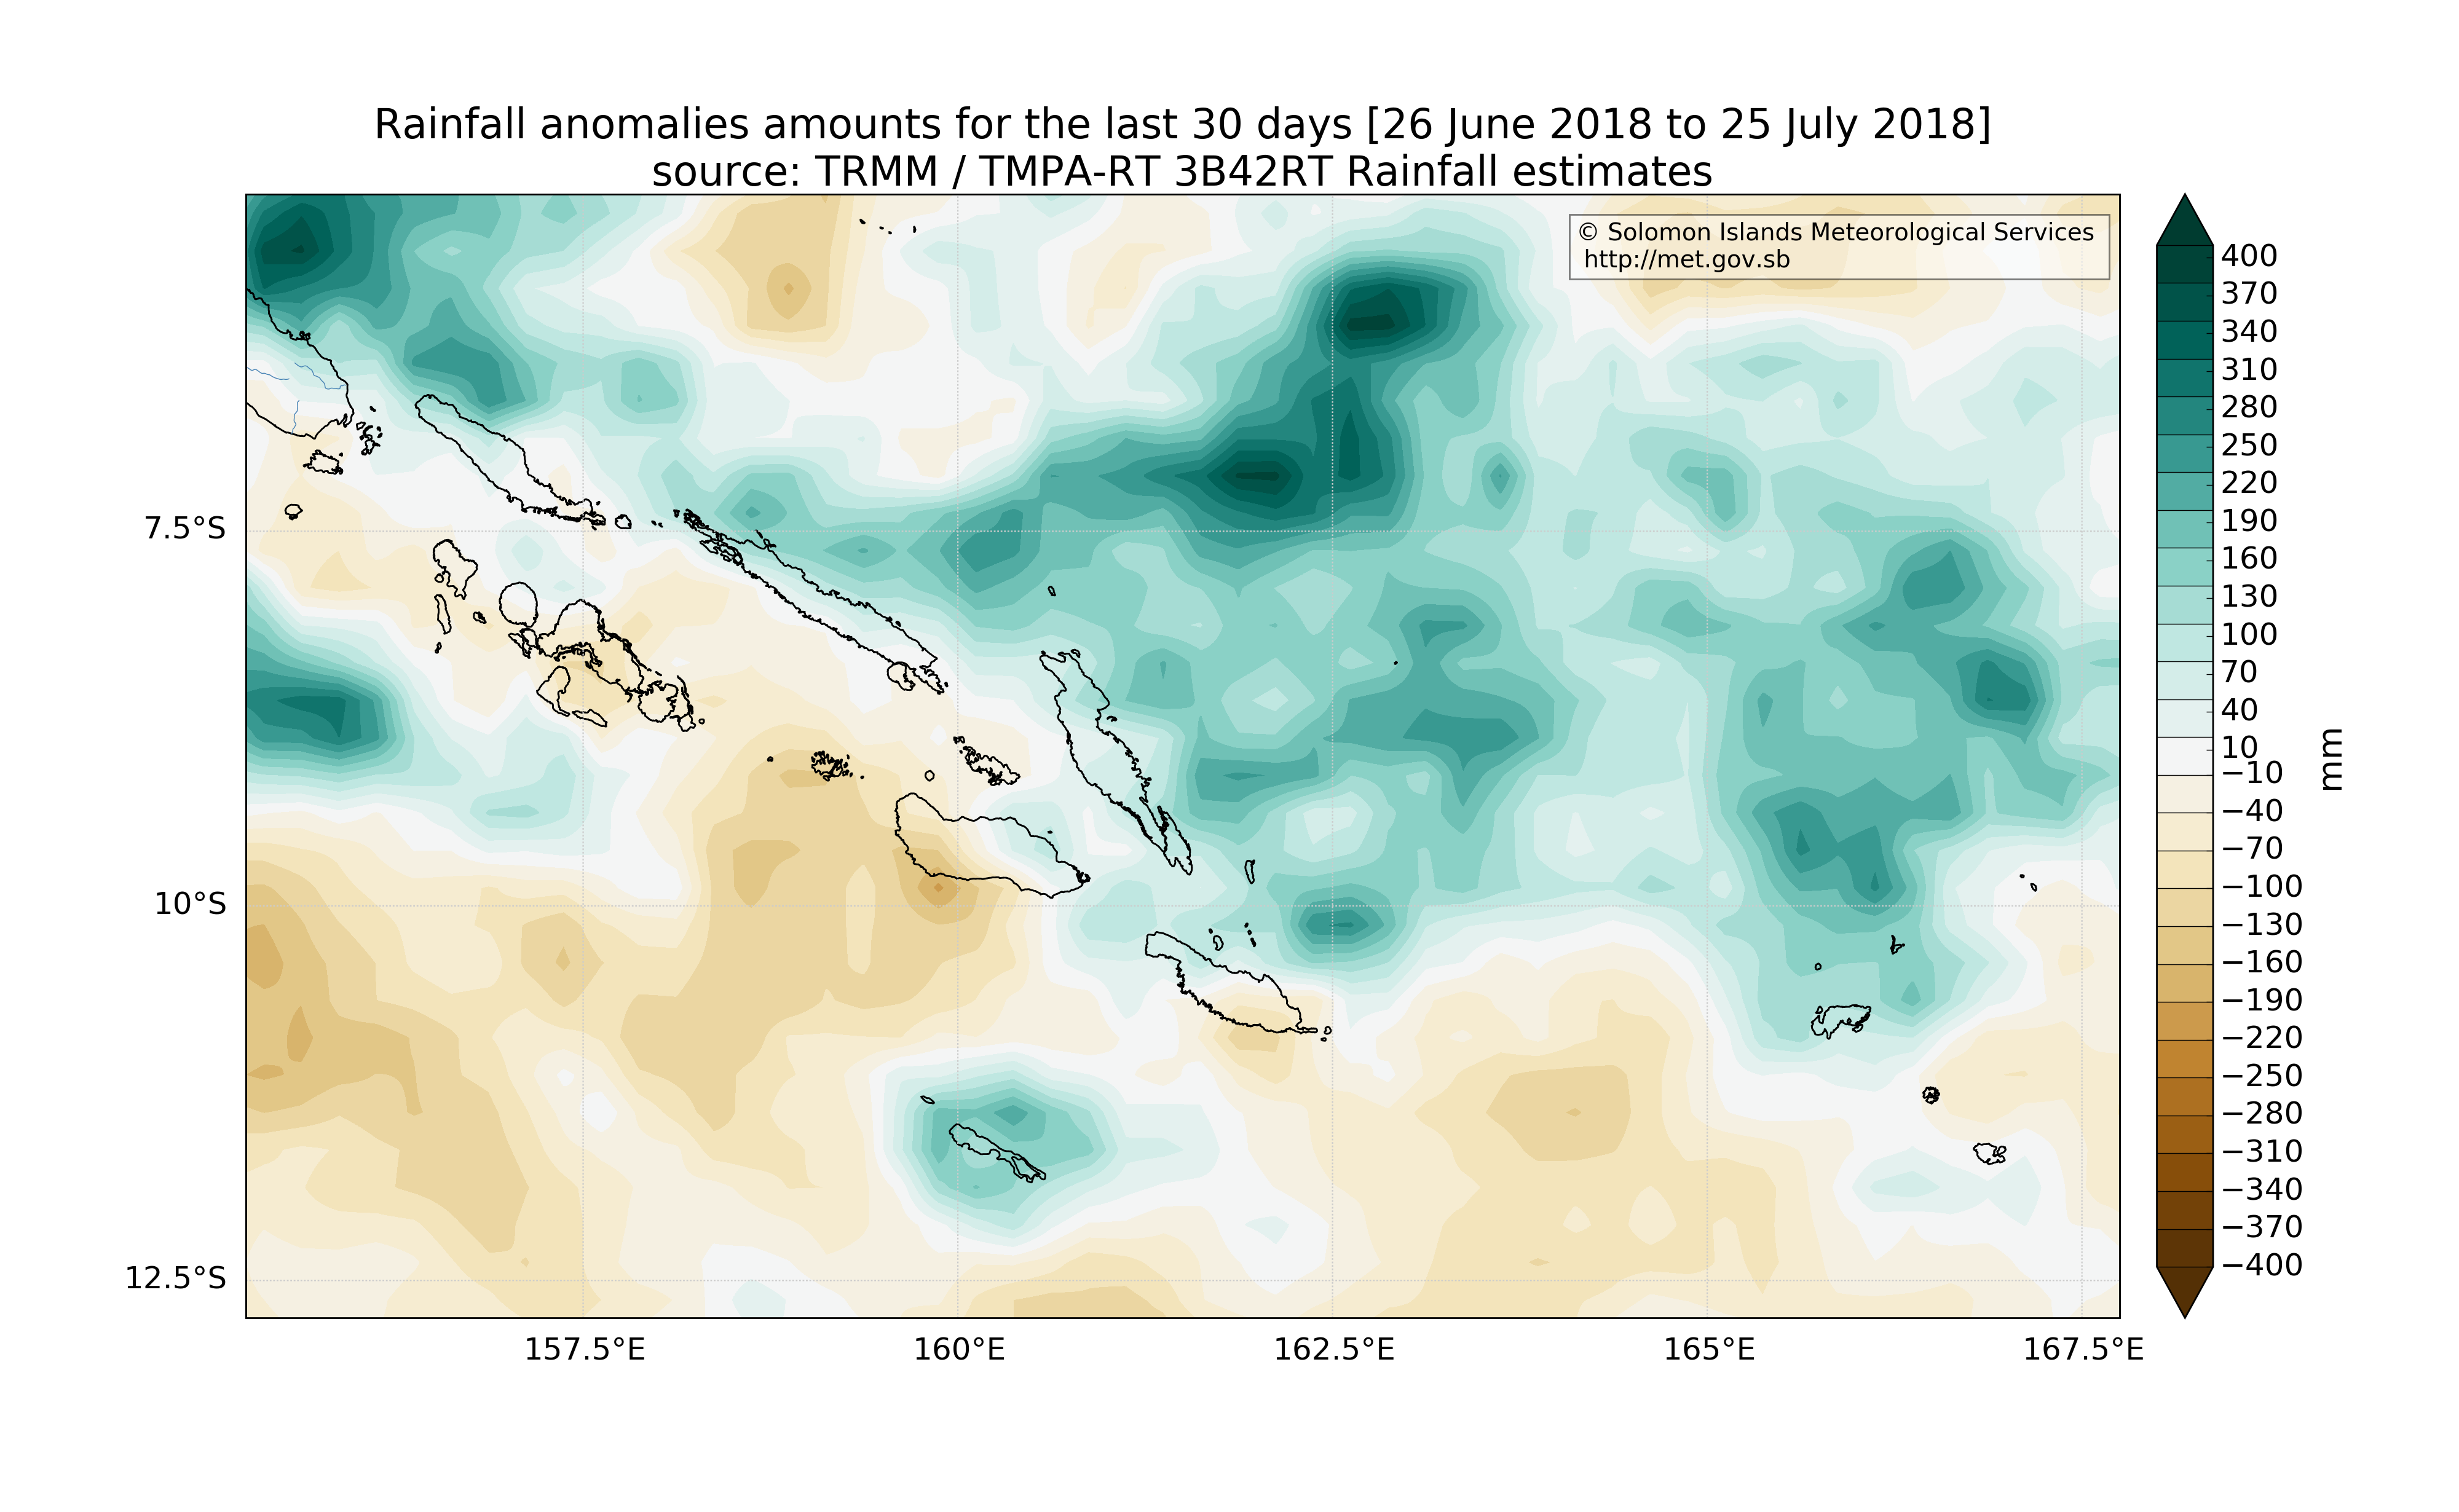 Rainfall anomalies amounts for the last 30 days [26 June 2018 to 25 July 2018]
source: TRMM / TMPA-RT 3B42RT Rainfall estimates
© Solomon Islands Meteorological Services
http://met.gov.sb
7.5°S
10°S
12.5°S
157.5°E
160°E
162.5°E
165°E
167.5°E
400
370
340
310
280
250
220
190
160
130
100
70
40
10
−10
−40
−70
−100
−130
−160
−190
−220
−250
−280
−310
−340
−370
−400
mm